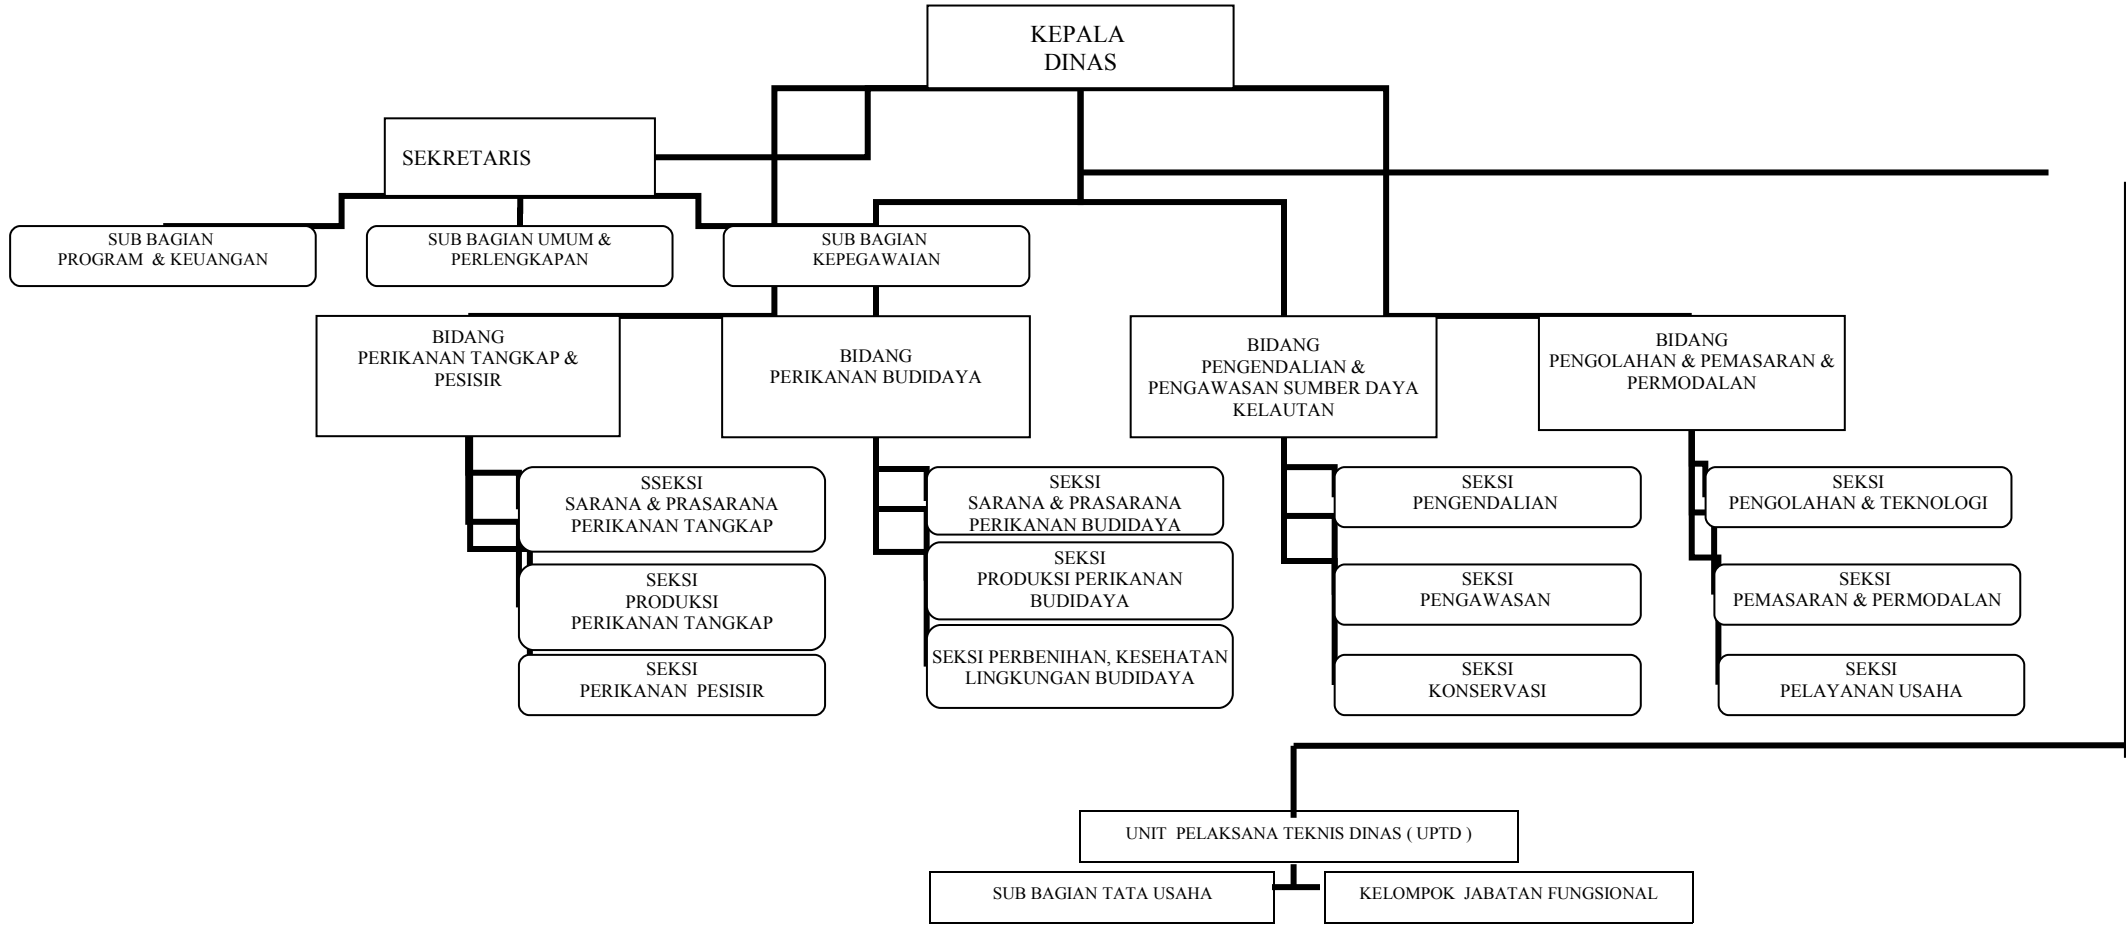 KEPALA
DINAS
SEKRETARIS
SUB BAGIAN
PROGRAM & KEUANGAN
SUB BAGIAN UMUM &
PERLENGKAPAN
SUB BAGIAN
KEPEGAWAIAN
BIDANG
PERIKANAN TANGKAP &
PESISIR
BIDANG
PERIKANAN BUDIDAYA
BIDANG
PENGENDALIAN &
PENGAWASAN SUMBER DAYA
KELAUTAN
BIDANG
PENGOLAHAN & PEMASARAN &
PERMODALAN
SSEKSI
SARANA & PRASARANA
PERIKANAN TANGKAP
SEKSI
PRODUKSI
PERIKANAN TANGKAP
SEKSI
PERIKANAN PESISIR
SEKSI
SARANA & PRASARANA
PERIKANAN BUDIDAYA
SEKSI
PRODUKSI PERIKANAN
BUDIDAYA
SEKSI PERBENIHAN, KESEHATAN
LINGKUNGAN BUDIDAYA
SEKSI
PENGENDALIAN
SEKSI
PENGAWASAN
SEKSI
KONSERVASI
SEKSI
PENGOLAHAN & TEKNOLOGI
SEKSI
PEMASARAN & PERMODALAN
SEKSI
PELAYANAN USAHA
UNIT PELAKSANA TEKNIS DINAS ( UPTD )
SUB BAGIAN TATA USAHA
KELOMPOK JABATAN FUNGSIONAL